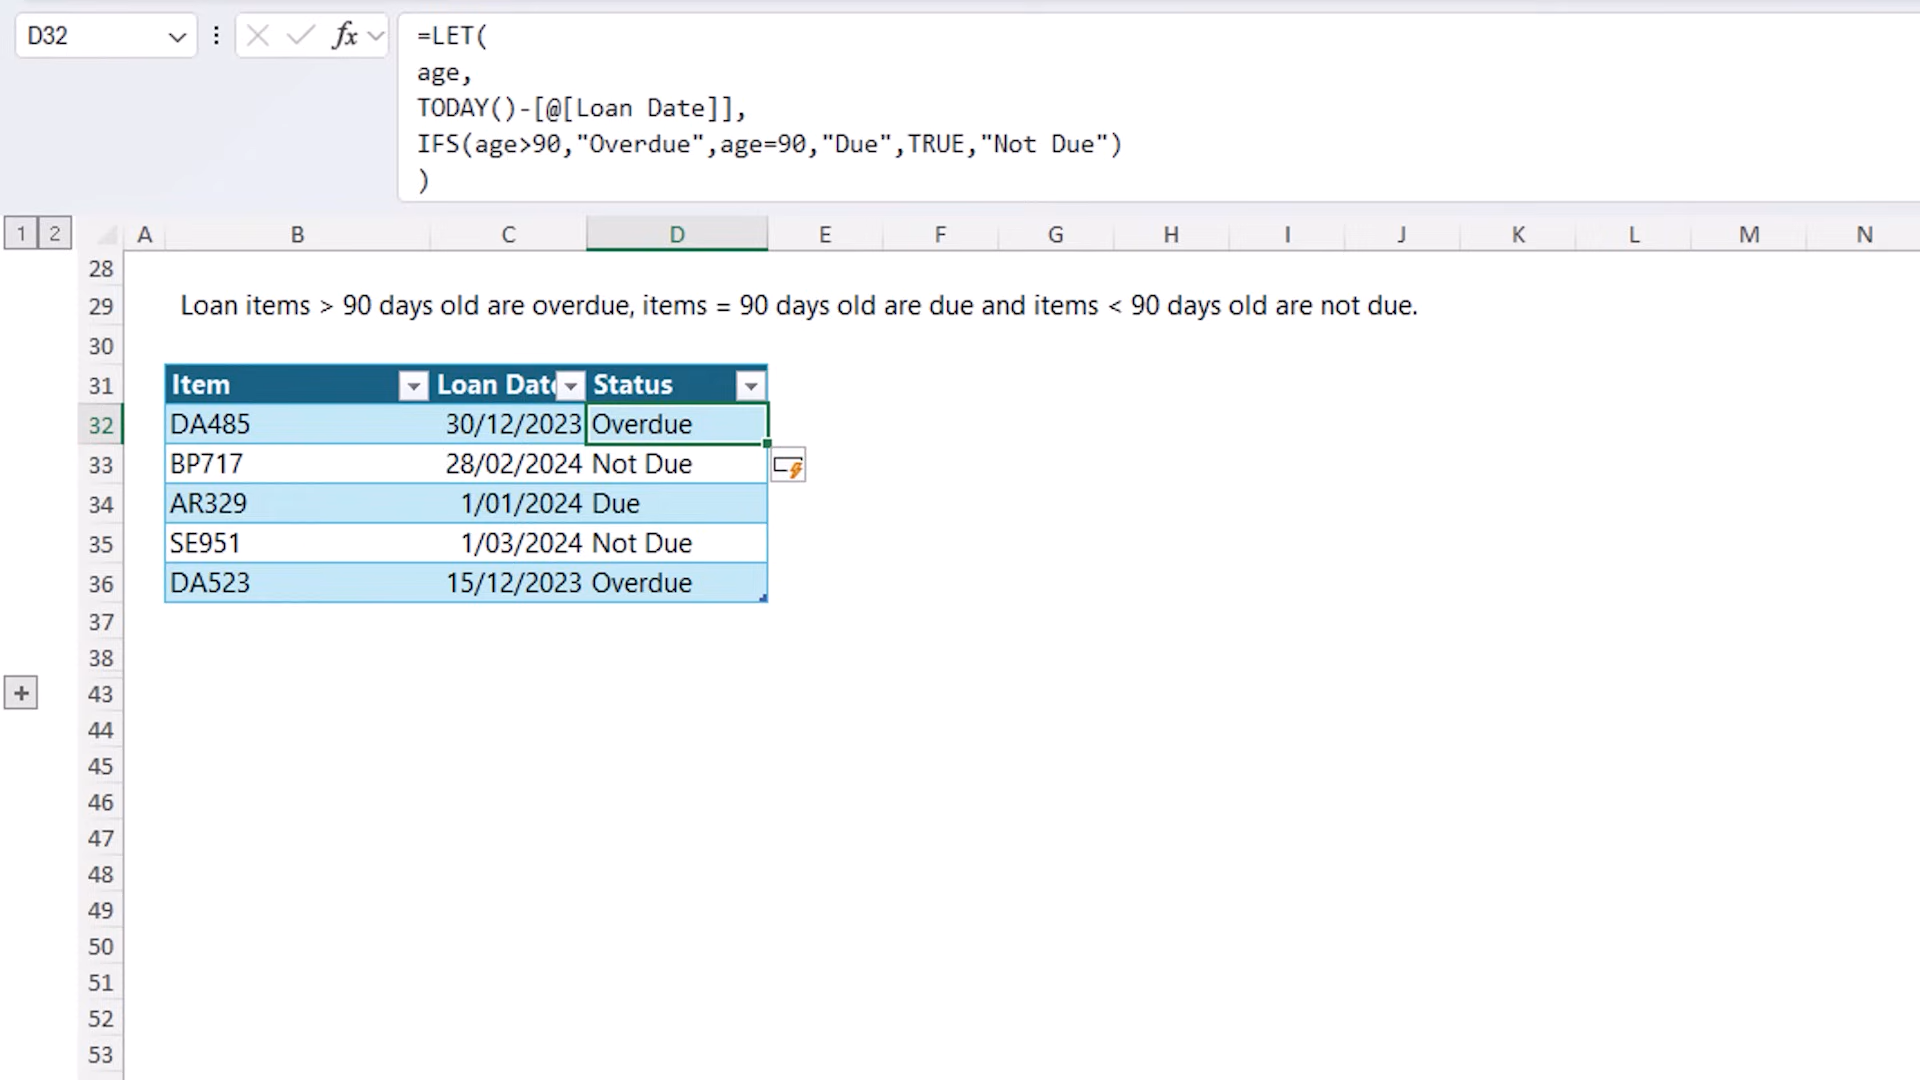 D32
fx
=LET(
age,
TODAY()-[@[Loan Date]],
IFS(age>90,"Overdue",age=90,"Due",TRUE,"Not Due")
)
1 2
A B C D E F G H I J K L M N
28
29 Loan items > 90 days old are overdue, items = 90 days old are due and items < 90 days old are not due.
30
31 Item Loan Date Status
32 DA485 30/12/2023 Overdue
33 BP717 28/02/2024 Not Due
34 AR329 1/01/2024 Due
35 SE951 1/03/2024 Not Due
36 DA523 15/12/2023 Overdue
37
38
+ 43
44
45
46
47
48
49
50
51
52
53